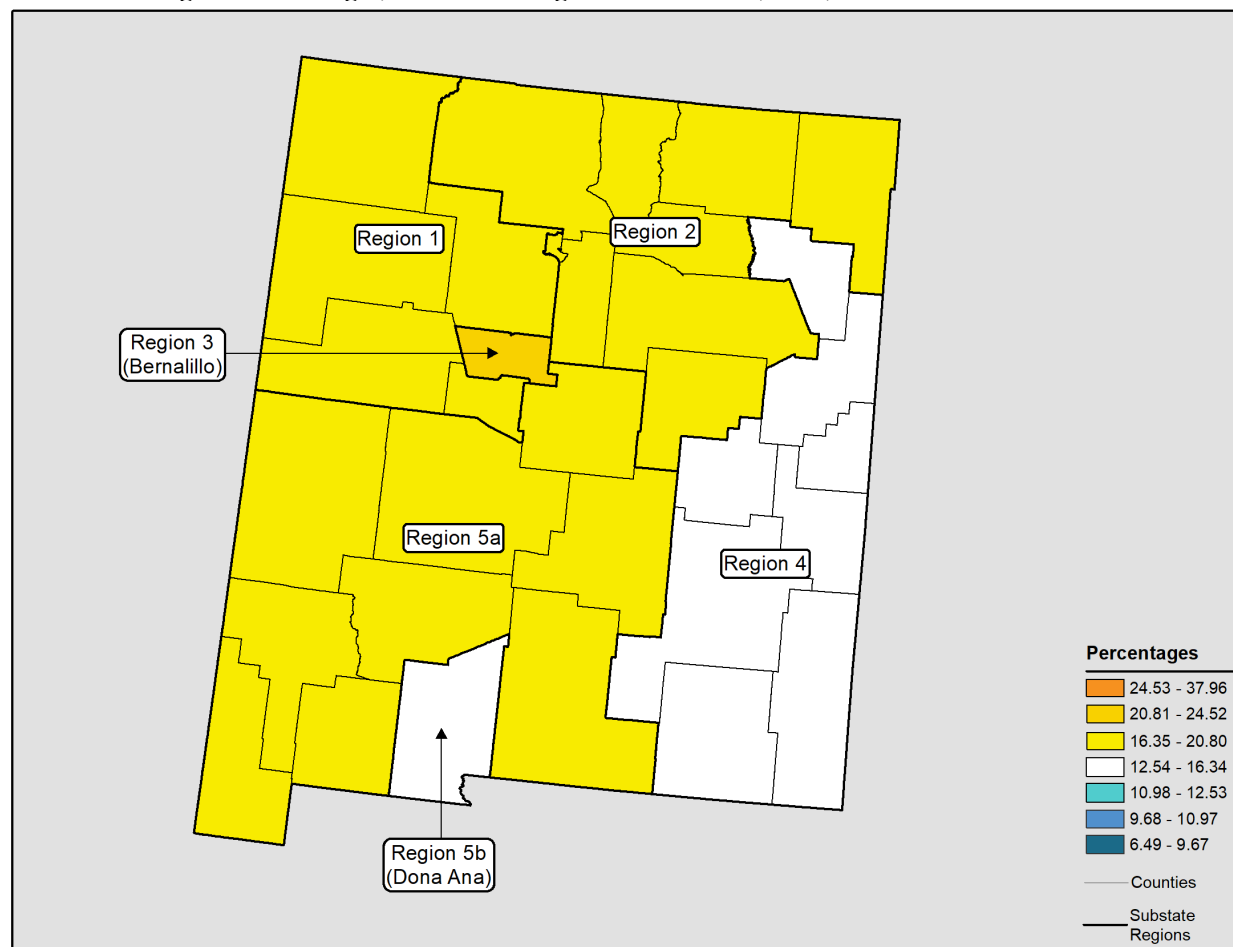 Region 1
Region 2
Region 3
(Bernalillo)
Region 5a
Region 4
Region 5b
(Dona Ana)
Percentages
24.53 - 37.96
20.81 - 24.52
16.35 - 20.80
12.54 - 16.34
10.98 - 12.53
9.68 - 10.97
6.49 - 9.67
Counties
Substate
Regions